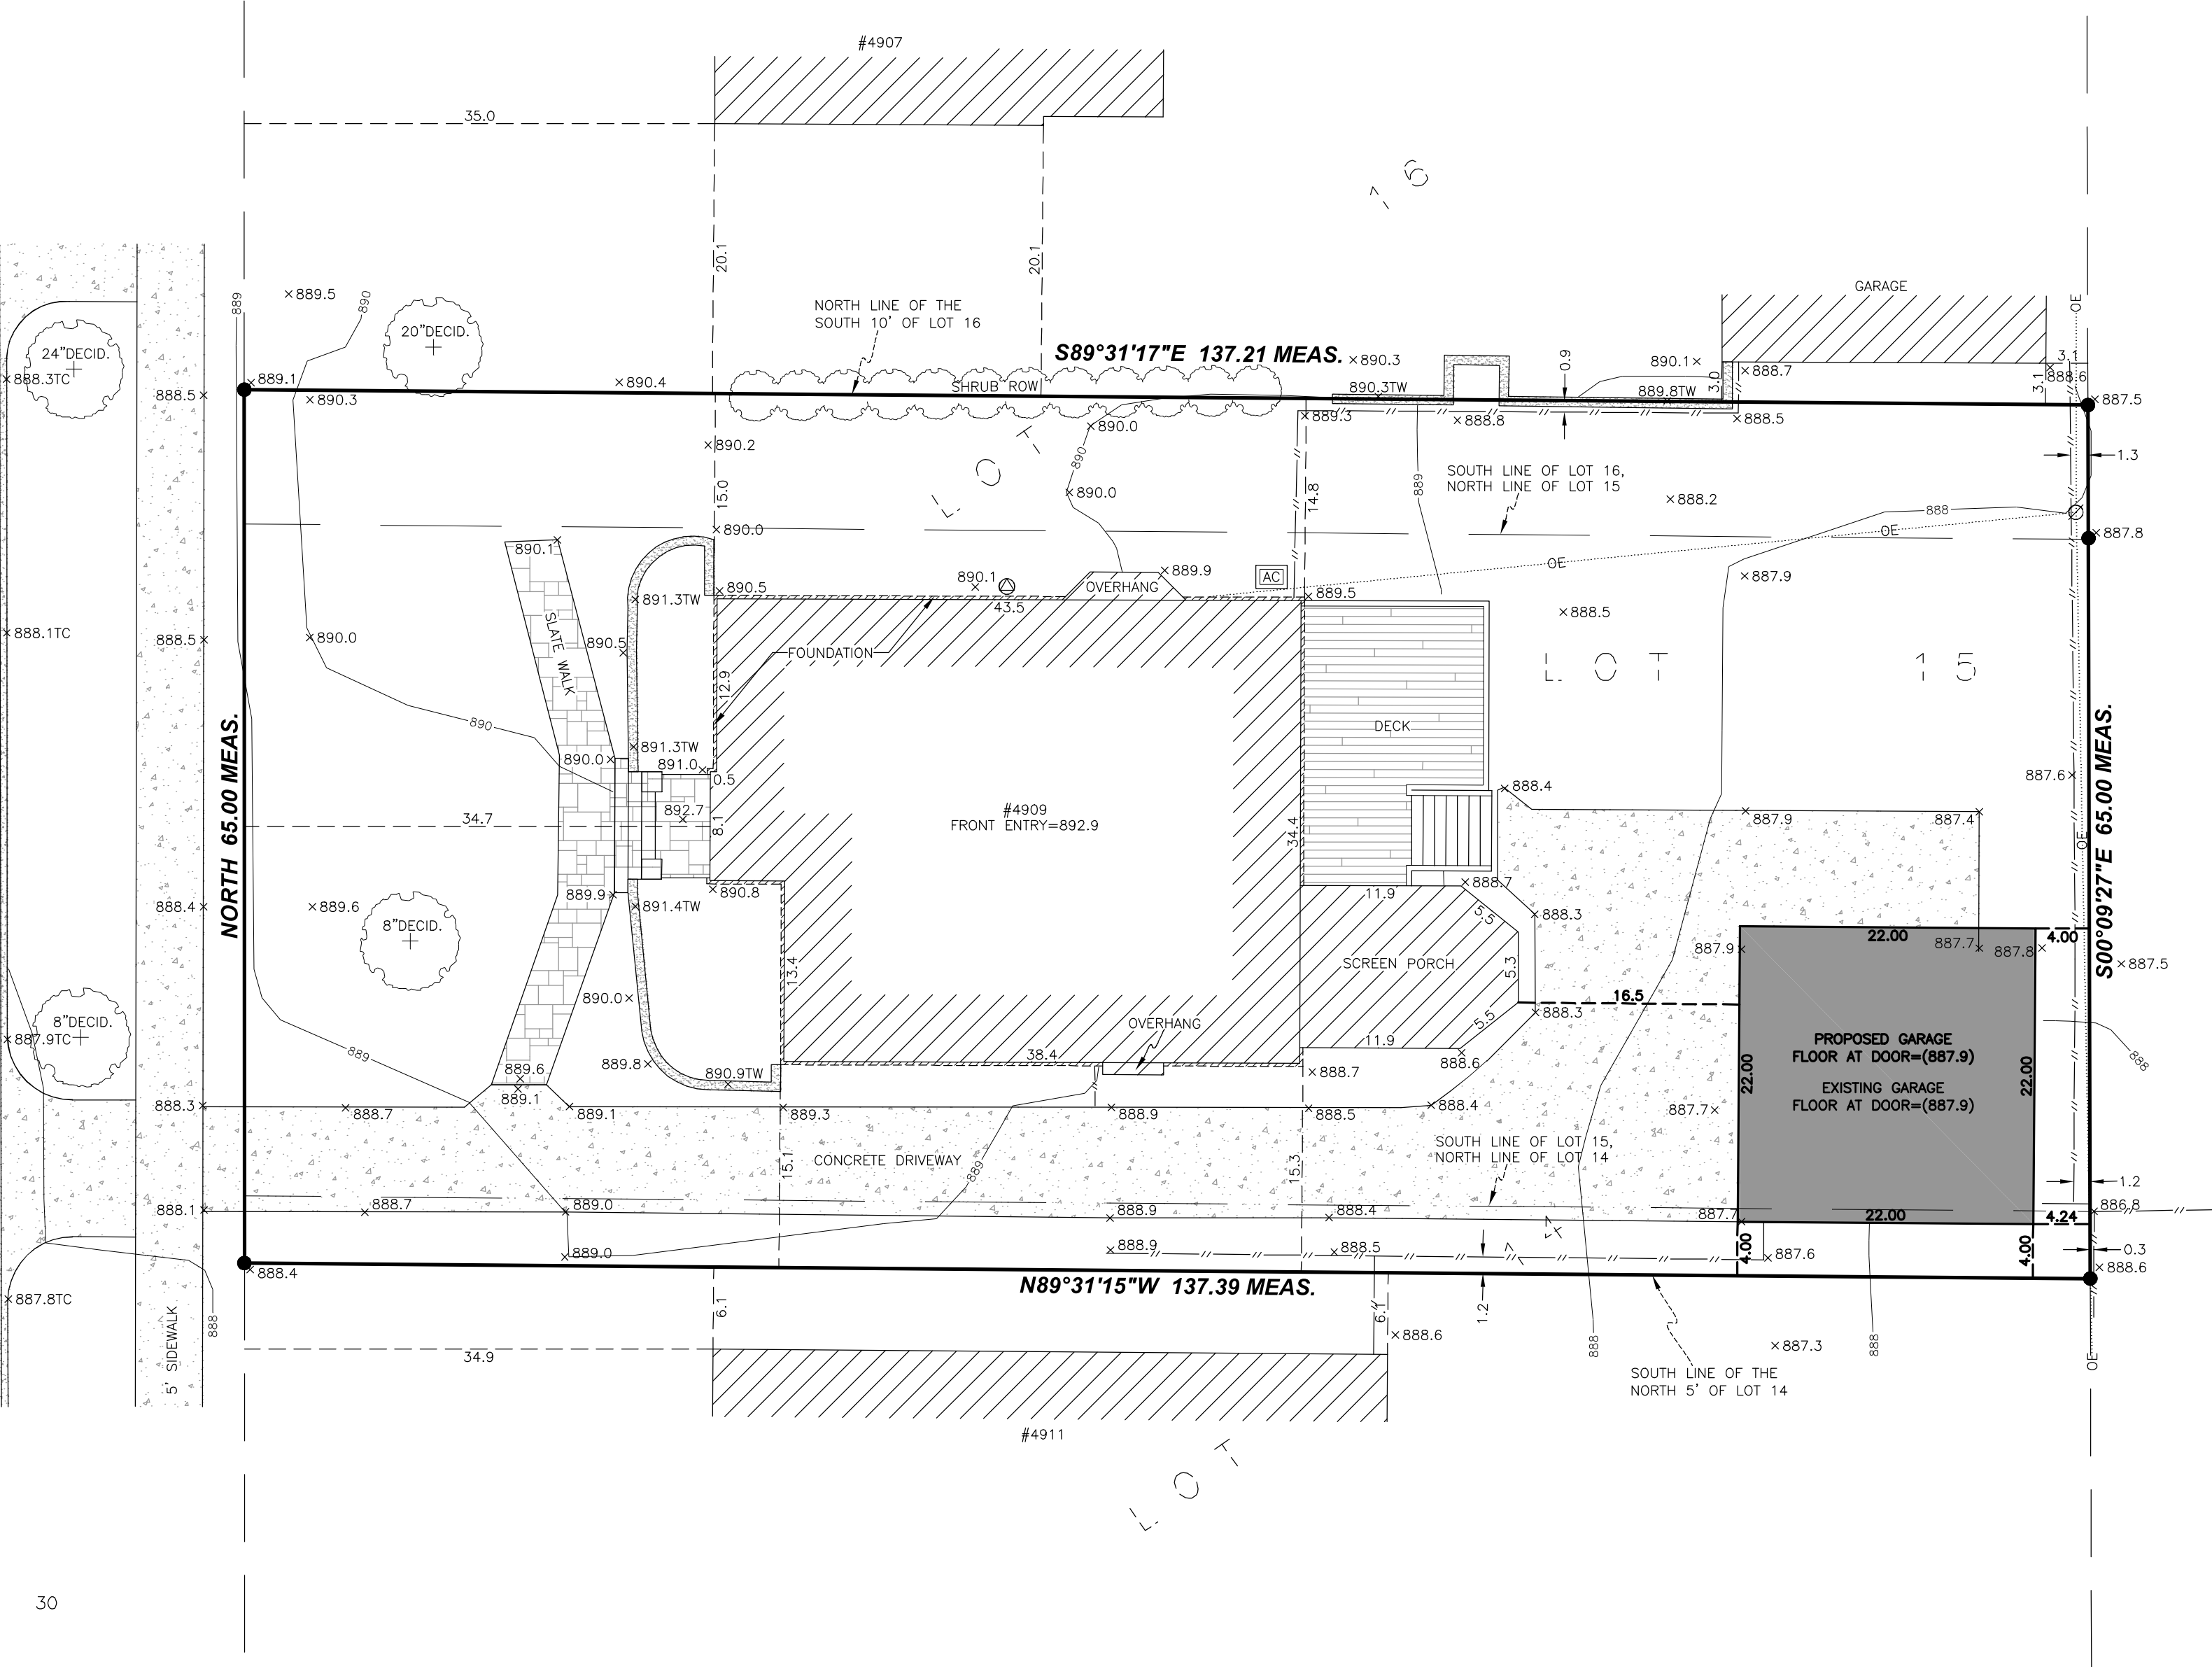 #4907
35.0
20.1
20.1
16
889
×889.5
890
20"DECID.
24"DECID.
×888.3TC
NORTH LINE OF THE
SOUTH 10' OF LOT 16
S89°31'17"E 137.21 MEAS.
×890.3
0.9
890.1×
GARAGE
OE
3.1
×888.7
888.6
3.1
3.0
×889.1
×890.3
×890.4
SHRUB ROW
890.3TW
889.8TW
×887.5
888.5×
×890.2
×890.0
×889.3
×888.8
×888.5
LOT
890
889
1.3
15.0
×890.0
14.8
SOUTH LINE OF LOT 16,
NORTH LINE OF LOT 15
×888.2
888
OE
×887.8
×890.0
890.1
OE
×887.9
×888.1TC
888.5×
×890.0
SLATE WALK
×891.3TW
×890.5
890.1
43.5
OVERHANG
×889.9
AC
×889.5
×888.5
890.5
FOUNDATION
12.9
LOT 15
NORTH 65.00 MEAS.
890
×891.3TW
890.0×
891.0
0.5
DECK
887.6×
S00°09'27"E 65.00 MEAS.
34.7
892.7
8.1
#4909
FRONT ENTRY=892.9
34.4
×888.4
×887.9
887.4
OE
888.4×
×889.6
889.9×
×891.4TW
×890.8
11.9
×888.7
5.5
×888.3
8"DECID.
13.4
SCREEN PORCH
5.3
887.9
22.00
887.7×
887.8
4.00
×887.5
8"DECID.
×887.9TC
890.0×
16.5
×888.3
OVERHANG
5.5
889
889.8×
38.4
11.9
888.6
PROPOSED GARAGE
FLOOR AT DOOR=(887.9)
EXISTING GARAGE
FLOOR AT DOOR=(887.9)
22.00
22.00
888
889.6
890.9TW
×888.7
889.1
888.3×
×888.7
×889.1
×889.3
×888.9
×888.5
×888.4
887.7×
15.1
CONCRETE DRIVEWAY
889
15.3
SOUTH LINE OF LOT 15,
NORTH LINE OF LOT 14
1.2
888.1×
×888.7
×889.0
×888.9
×888.4
887.7
22.00
4.24
×886.8
14
×889.0
×888.9
×888.5
4.00
×887.6
4.00
0.3
×888.4
×888.6
×887.8TC
N89°31'15"W 137.39 MEAS.
888
5' SIDEWALK
6.1
6.1
1.2
×888.6
888
×887.3
888
OE
34.9
SOUTH LINE OF THE
NORTH 5' OF LOT 14
#4911
LOT
30